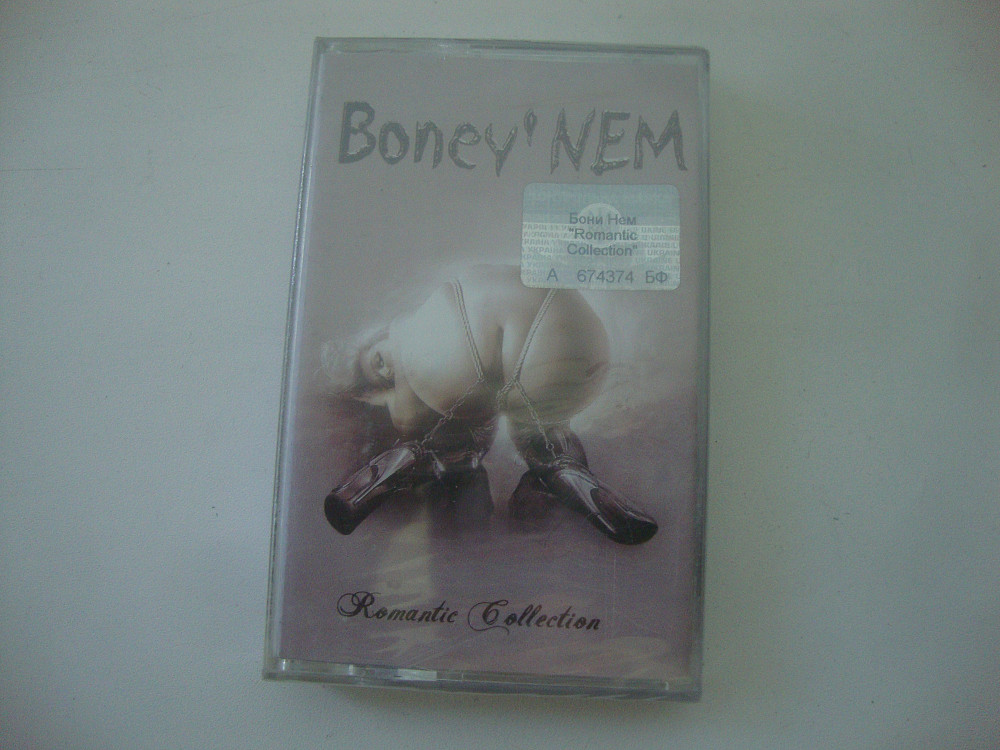 Boney' NEM
Бони Нем
"Romantic
Collection"
А 674374 БФ
Romantic Collection